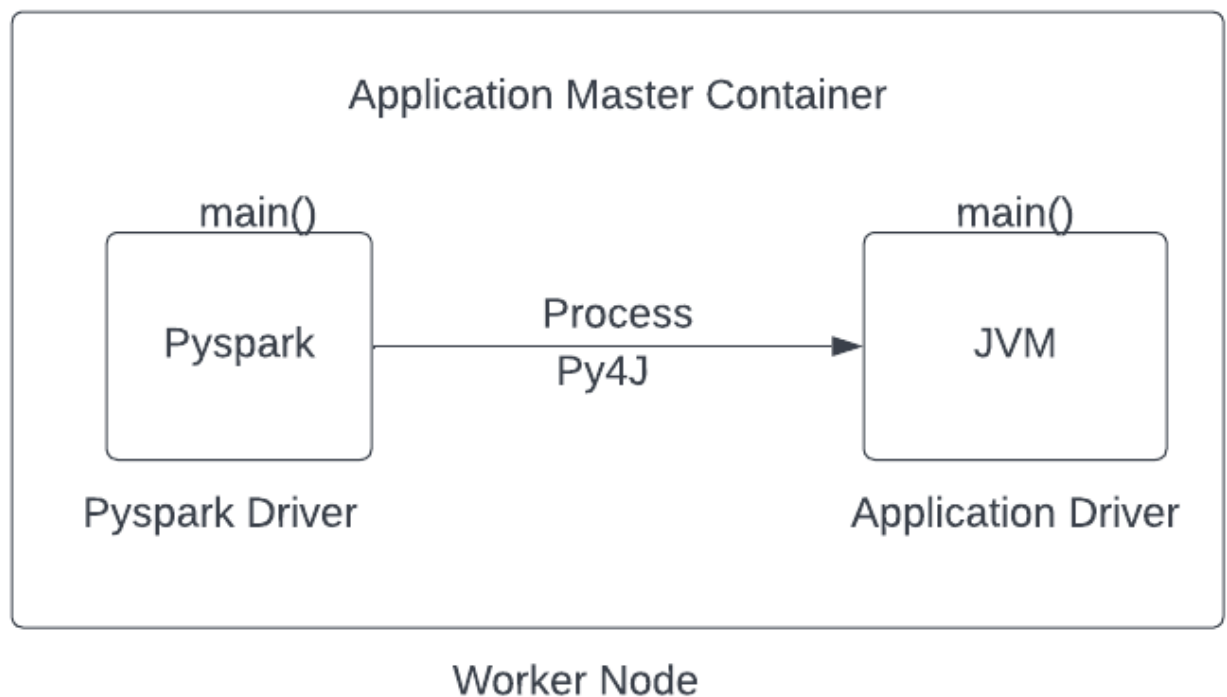 Application Master Container
main()
main()
Process
Pyspark
JVM
Py4J
Pyspark Driver
Application Driver
Worker Node